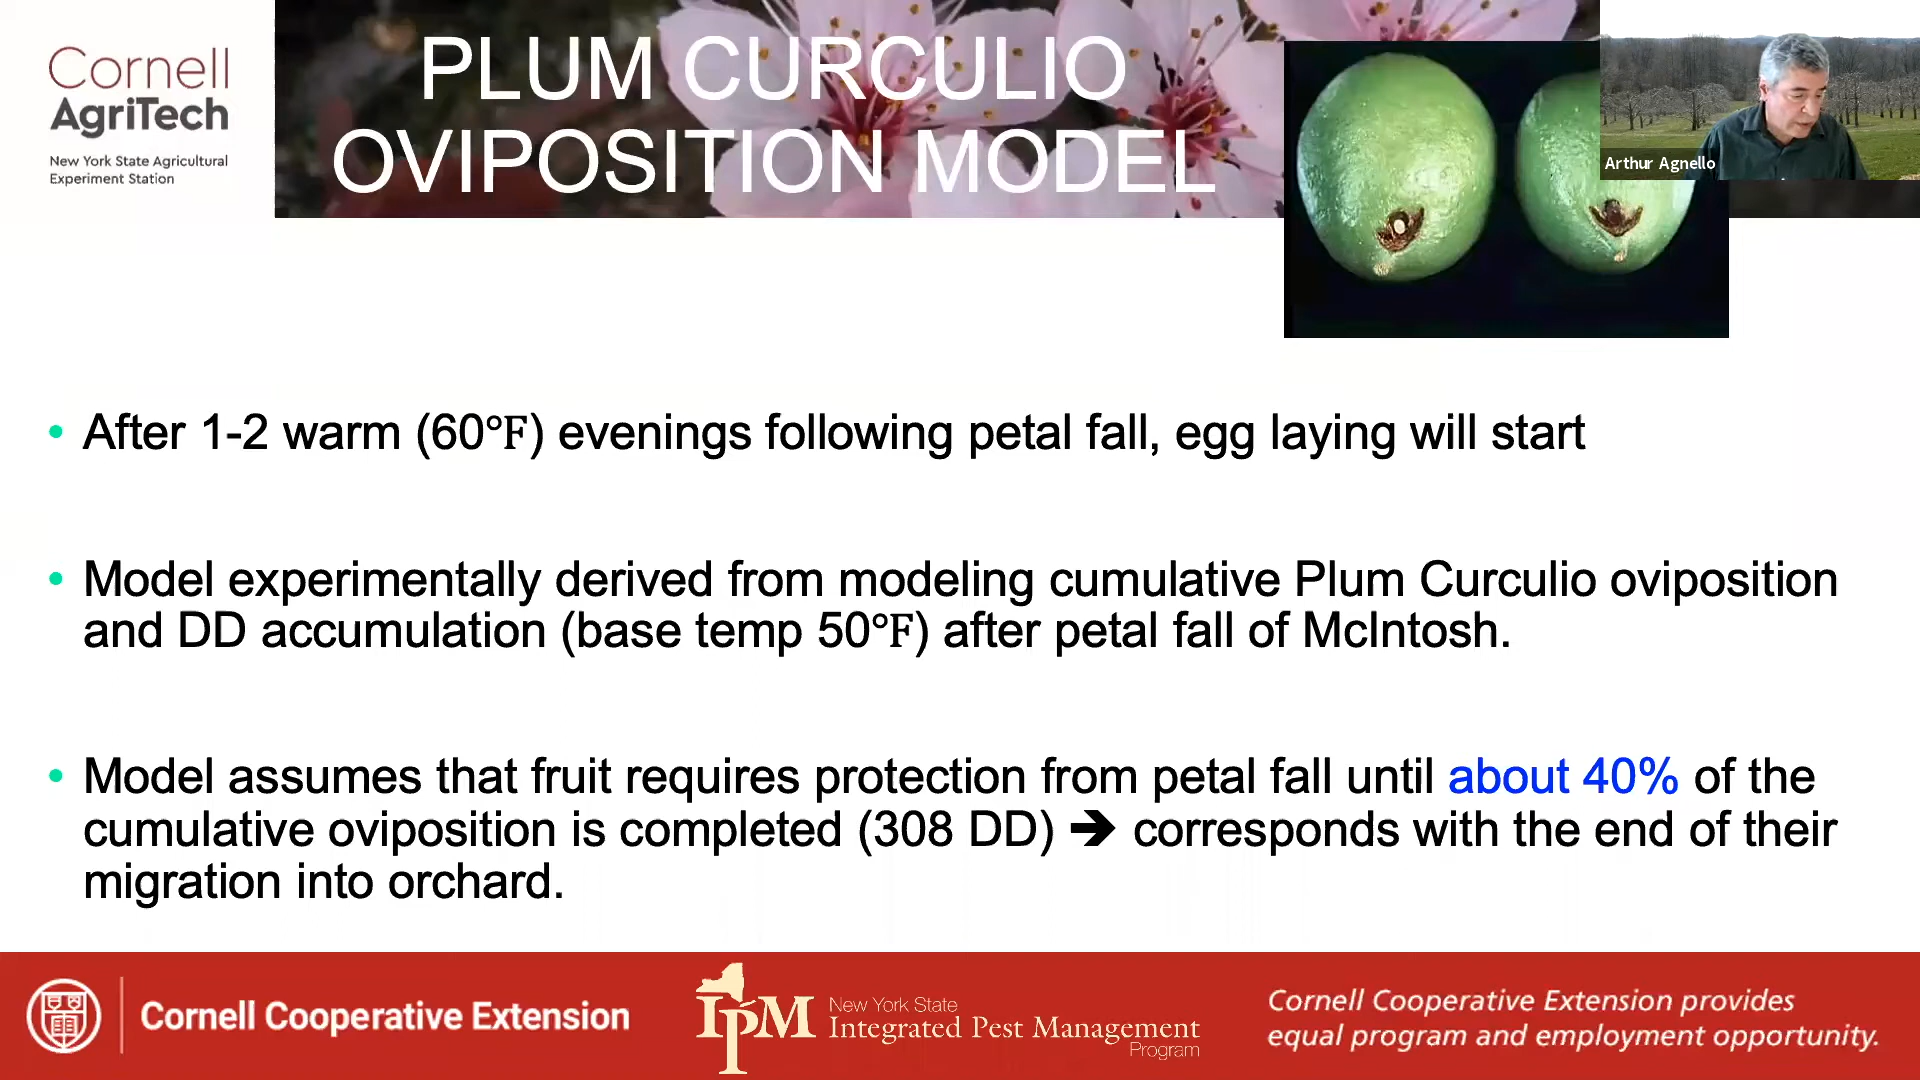 Cornell
AgriTech
New York State Agricultural
Experiment Station
PLUM CURCULIO
OVIPOSITION MODEL
Arthur Agnello
• After 1-2 warm (60°F) evenings following petal fall, egg laying will start
• Model experimentally derived from modeling cumulative Plum Curculio oviposition
and DD accumulation (base temp 50°F) after petal fall of McIntosh.
• Model assumes that fruit requires protection from petal fall until about 40% of the
cumulative oviposition is completed (308 DD) ➔ corresponds with the end of their
migration into orchard.
Cornell Cooperative Extension
IPM
New York State
Integrated Pest Management
Program
Cornell Cooperative Extension provides
equal program and employment opportunity.